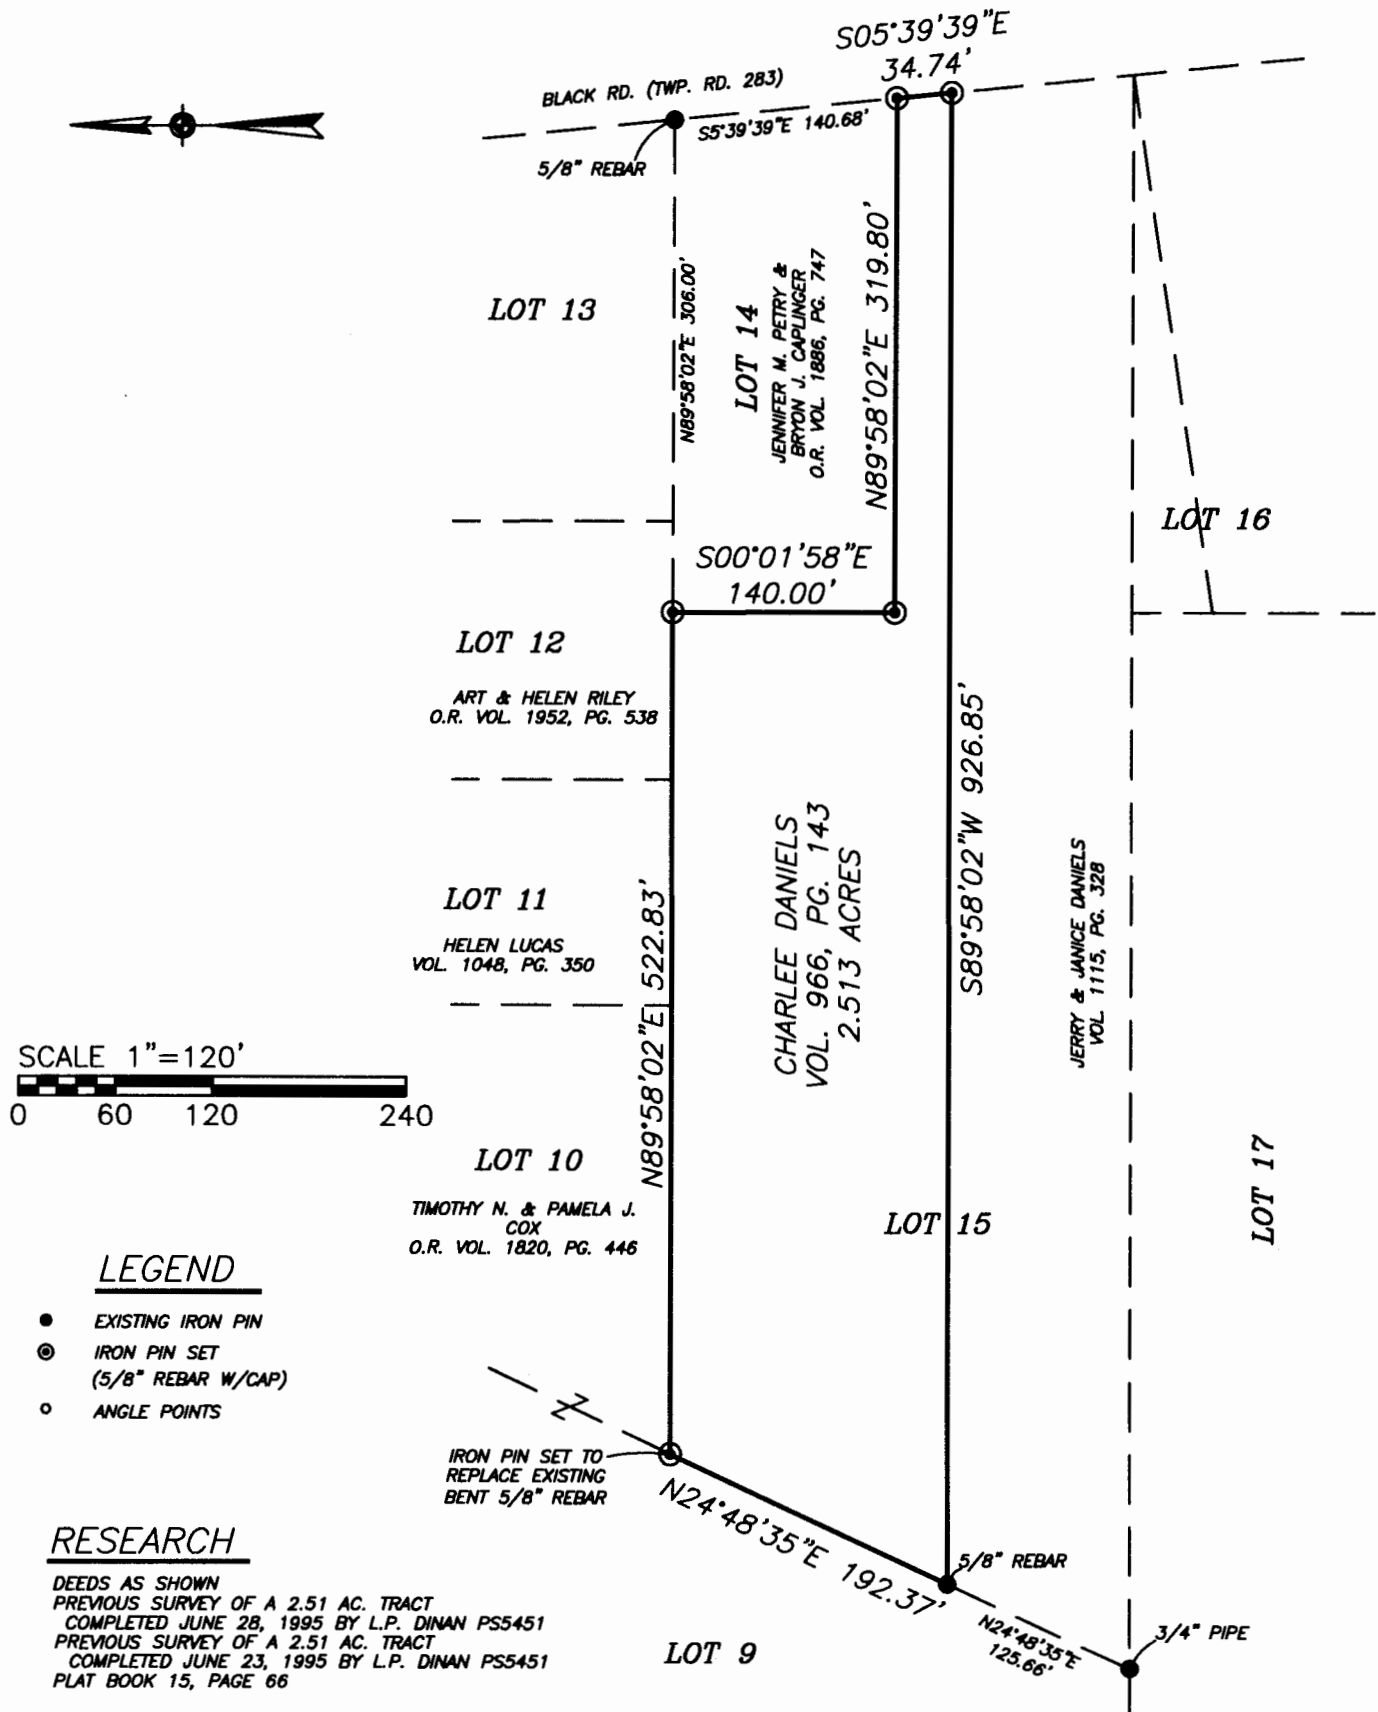 S05°39'39"E
34.74'
BLACK RD. (TWP. RD. 283)
S5°39'39"E 140.68'
5/8" REBAR
LOT 13
N89°58'02"E 306.00'
LOT 14
JENNIFER M. PETRY &
BRYON J. CAPLINGER
O.R. VOL. 1886, PG. 747
N89°58'02"E 319.80'
LOT 16
S00°01'58"E
140.00'
LOT 12
ART & HELEN RILEY
O.R. VOL. 1952, PG. 538
LOT 11
HELEN LUCAS
VOL. 1048, PG. 350
N89°58'02"E 522.83'
CHARLEE DANIELS
VOL. 966, PG. 143
2.513 ACRES
S89°58'02"W 926.85'
JERRY & JANICE DANIELS
VOL. 1115, PG. 328
SCALE 1"=120'
0 60 120 240
LOT 10
TIMOTHY N. & PAMELA J.
COX
O.R. VOL. 1820, PG. 446
LOT 15
LOT 17
LEGEND
EXISTING IRON PIN
IRON PIN SET
(5/8" REBAR W/CAP)
ANGLE POINTS
IRON PIN SET TO
REPLACE EXISTING
BENT 5/8" REBAR
N24°48'35"E 192.37'
5/8" REBAR
N24°48'35"E
125.66'
3/4" PIPE
LOT 9
RESEARCH
DEEDS AS SHOWN
PREVIOUS SURVEY OF A 2.51 AC. TRACT
COMPLETED JUNE 28, 1995 BY L.P. DINAN PS5451
PREVIOUS SURVEY OF A 2.51 AC. TRACT
COMPLETED JUNE 23, 1995 BY L.P. DINAN PS5451
PLAT BOOK 15, PAGE 66